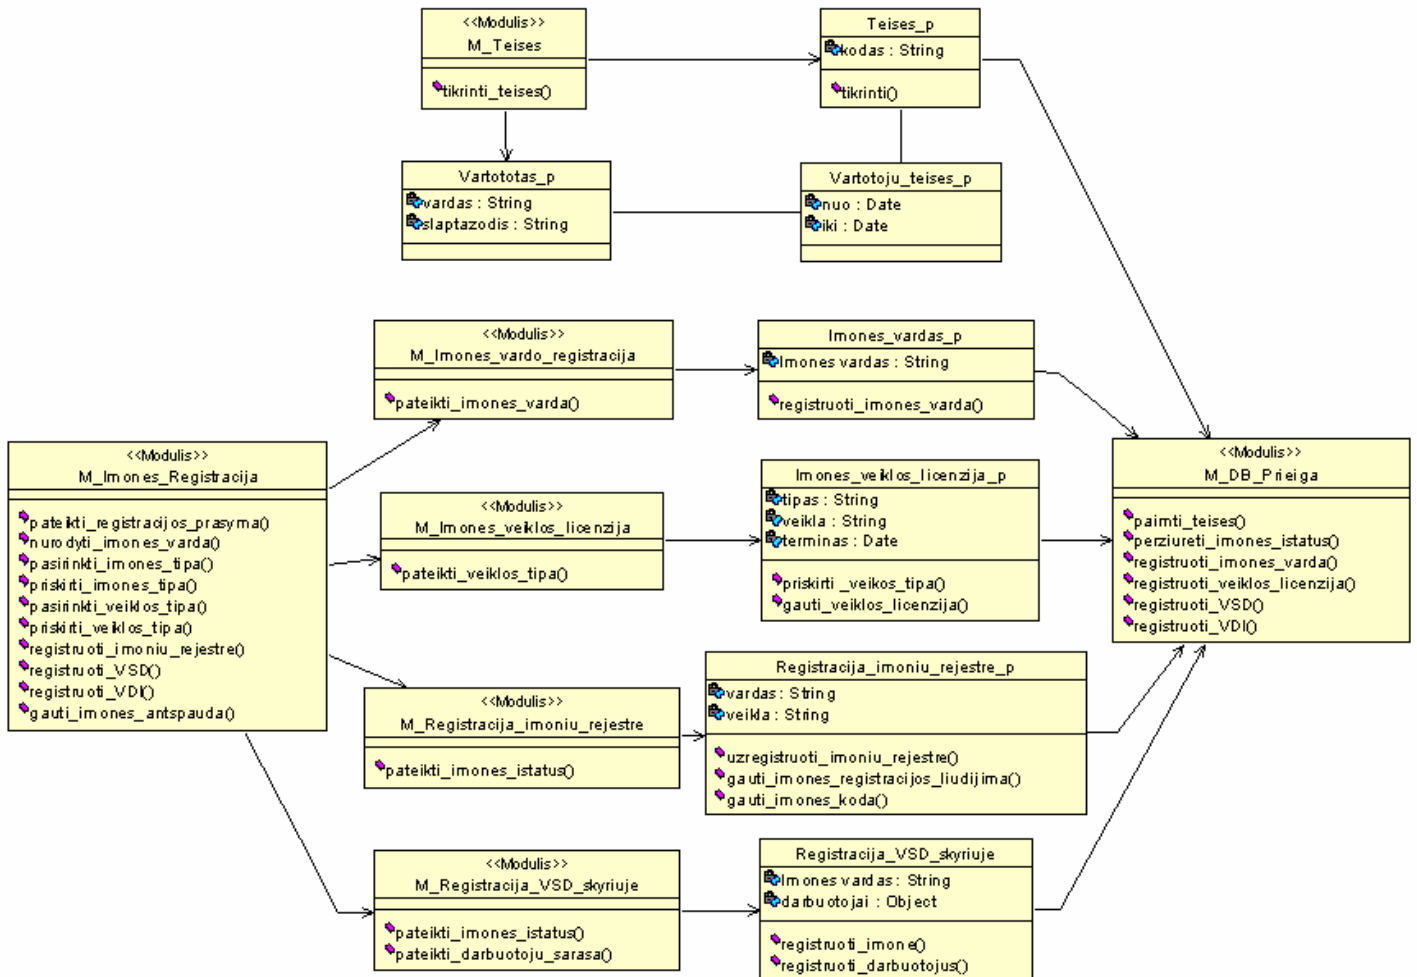 <<Modulis>>
M_Teises
tikrinti_teises()
Teises_p
kodas : String
tikrinti()
Vartototas_p
vardas : String
slaptazodis : String
Vartotoju_teises_p
nuo : Date
iki : Date
<<Modulis>>
M_Imones_vardo_registracija
pateikti_imones_varda()
Imones_vardas_p
Imones vardas : String
registruoti_imones_varda()
<<Modulis>>
M_Imones_Registracija
pateikti_registracijos_prasyma()
nurodyti_imones_varda()
pasirinkti_imones_tipa()
priskirti_imones_tipa()
pasirinkti_veiklos_tipa()
priskirti_veiklos_tipa()
registruoti_imoniu_rejestre()
registruoti_VSD()
registruoti_VDI()
gauti_imones_antspauda()
<<Modulis>>
M_Imones_veiklos_licenzija
pateikti_veiklos_tipa()
Imones_veiklos_licenzija_p
tipas : String
veikla : String
terminas : Date
priskirti _veikos_tipa()
gauti_veiklos_licenzija()
<<Modulis>>
M_DB_Prieiga
paimti_teises()
perziureti_imones_istatus()
registruoti_imones_varda()
registruoti_veiklos_licenzija()
registruoti_VSD()
registruoti_VDI()
<<Modulis>>
M_Registracija_imoniu_rejestre
pateikti_imones_istatus()
Registracija_imoniu_rejestre_p
vardas : String
veikla : String
uzregistruoti_imoniu_rejestre()
gauti_imones_registracijos_liudijima()
gauti_imones_koda()
<<Modulis>>
M_Registracija_VSD_skyriuje
pateikti_imones_istatus()
pateikti_darbuotoju_sarasa()
Registracija_VSD_skyriuje
Imones vardas : String
darbuotojai : Object
registruoti_imone()
registruoti_darbuotojus()